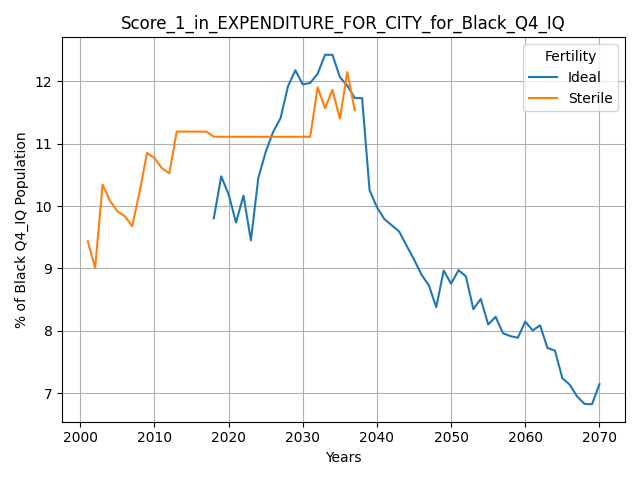 Score_1_in_EXPENDITURE_FOR_CITY_for_Black_Q4_IQ
Fertility
Ideal
Sterile
% of Black Q4_IQ Population
12
11
10
9
8
7
2000 2010 2020 2030 2040 2050 2060 2070
Years